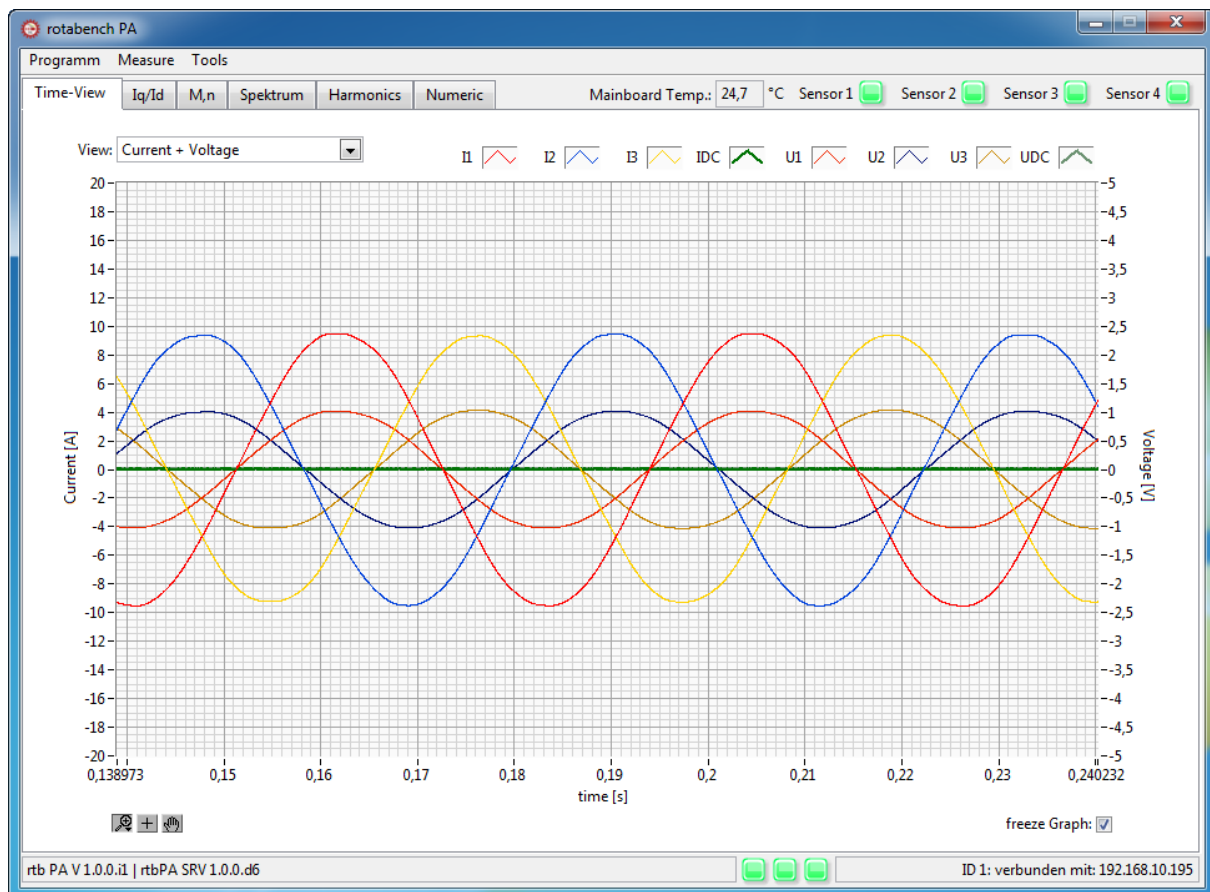 rotabench PA
Programm Measure Tools
Time-View Iq/Id M,n Spektrum Harmonics Numeric Mainboard Temp.: 24,7 °C Sensor 1 Sensor 2 Sensor 3 Sensor 4
View: Current + Voltage I1 I2 I3 IDC U1 U2 U3 UDC
20 -5
18 -4,5
16 -4
14 -3,5
12 -3
10 -2,5
8 -2
6 -1,5
4 -1
2 -0,5
0 -0
-2 -0,5
-4 -1
-6 -1,5
-8 -2
-10 -2,5
-12 -3
-14 -3,5
-16 -4
-18 -4,5
-20 -5
Current [A]
Voltage [V]
0,138973 0,15 0,16 0,17 0,18 0,19 0,2 0,21 0,22 0,23 0,240232
time [s]
freeze Graph:
rtb PA V 1.0.0.i1 | rtbPA SRV 1.0.0.d6 ID 1: verbunden mit: 192.168.10.195